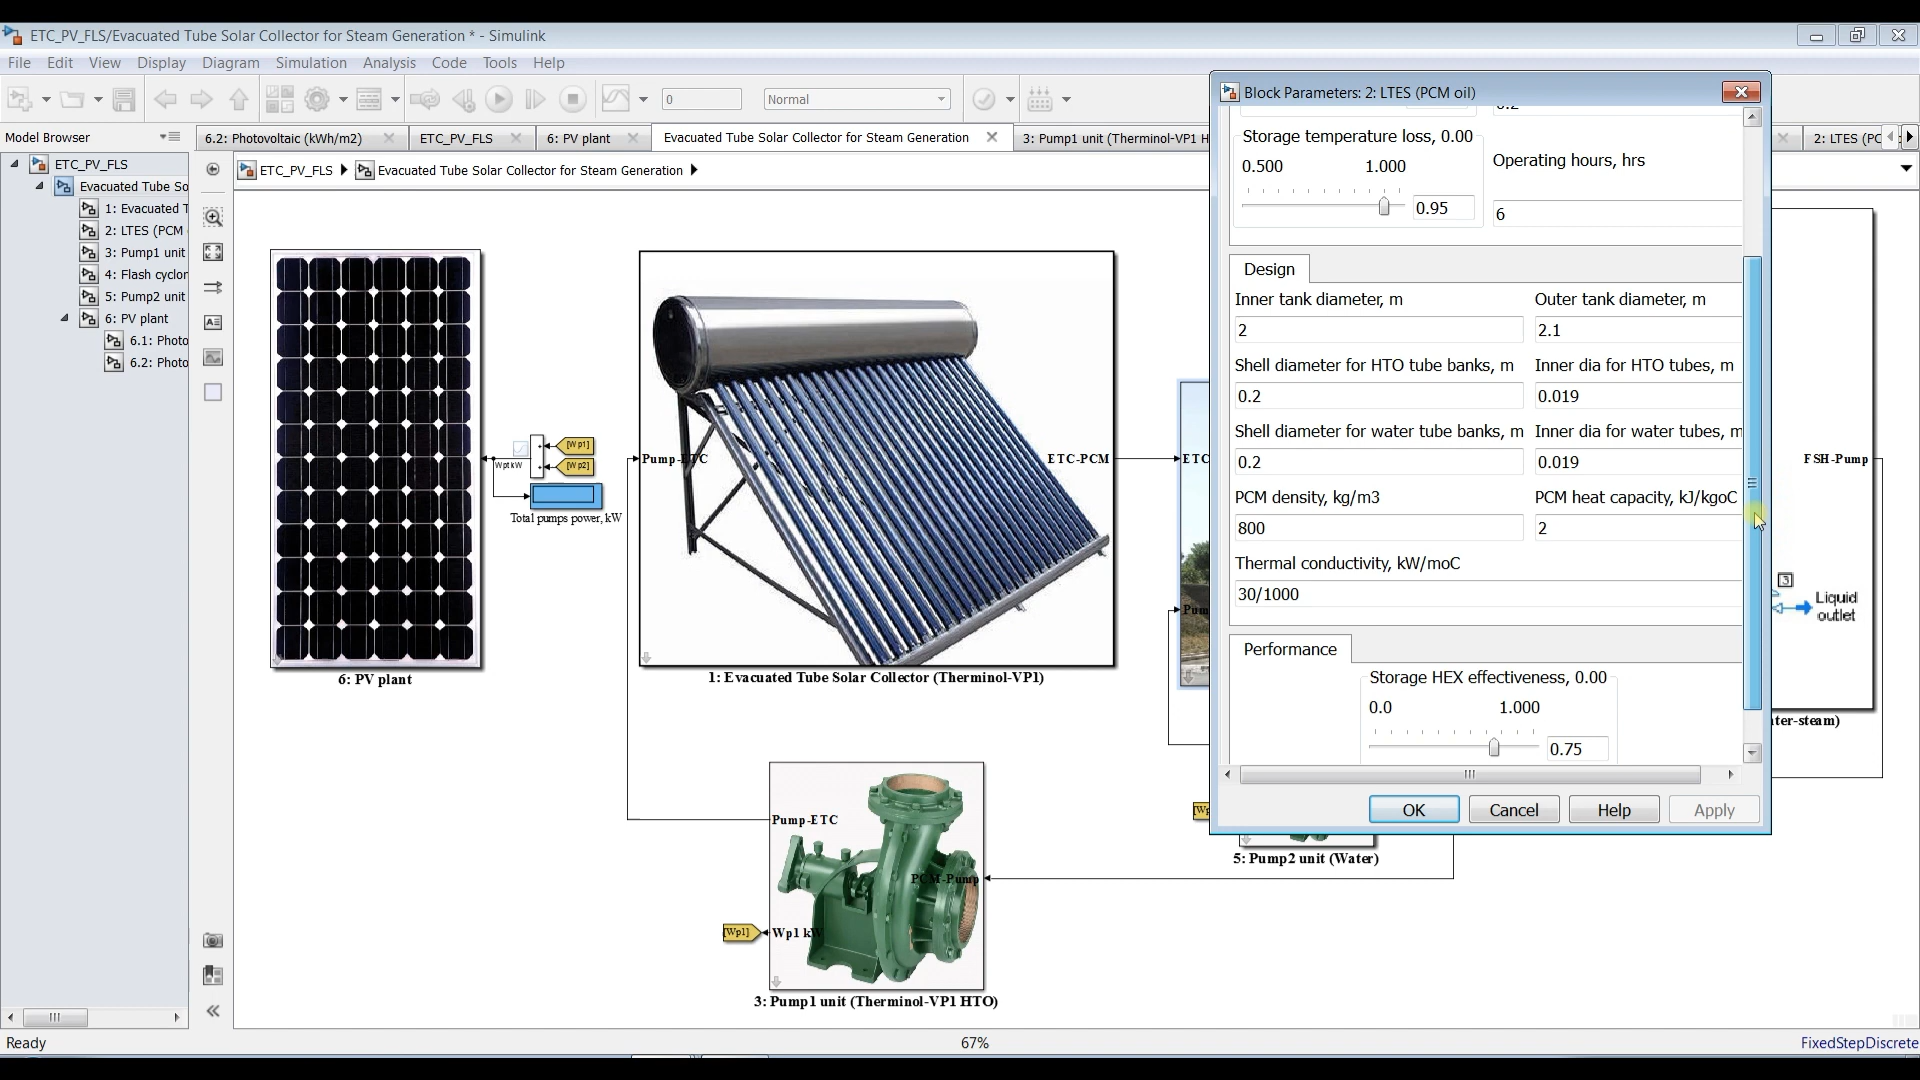 ETC_PV_FLS/Evacuated Tube Solar Collector for Steam Generation * - Simulink
File Edit View Display Diagram Simulation Analysis Code Tools Help
0 Normal
Model Browser
6.2: Photovoltaic (kWh/m2) ETC_PV_FLS 6: PV plant Evacuated Tube Solar Collector for Steam Generation 3: Pump1 unit (Therminol-VP1 H 2: LTES (PC
ETC_PV_FLS Evacuated Tube Solar Collector for Steam Generation
ETC_PV_FLS
Evacuated Tube So
1: Evacuated T
2: LTES (PCM
3: Pump1 unit
4: Flash cyclor
5: Pump2 unit
6: PV plant
6.1: Photo
6.2: Photo
[Wp1]
[Wp2]
WptkW
Total pumps power, kW
6: PV plant
Pump-ETC
ETC-PCM
1: Evacuated Tube Solar Collector (Therminol-VP1)
ETC
Pum
Pump-ETC
PCM-Pump
[Wp1] Wp1 kW
3: Pump1 unit (Therminol-VP1 HTO)
[Wp
5: Pump2 unit (Water)
FSH-Pump
3
Liquid
outlet
ter-steam)
Block Parameters: 2: LTES (PCM oil)
Storage temperature loss, 0.00
0.500 1.000
0.95
Operating hours, hrs
6
Design
Inner tank diameter, m Outer tank diameter, m
2 2.1
Shell diameter for HTO tube banks, m Inner dia for HTO tubes, m
0.2 0.019
Shell diameter for water tube banks, m Inner dia for water tubes, m
0.2 0.019
PCM density, kg/m3 PCM heat capacity, kJ/kgoC
800 2
Thermal conductivity, kW/moC
30/1000
Performance
Storage HEX effectiveness, 0.00
0.0 1.000
0.75
OK Cancel Help Apply
Ready 67% FixedStepDiscrete